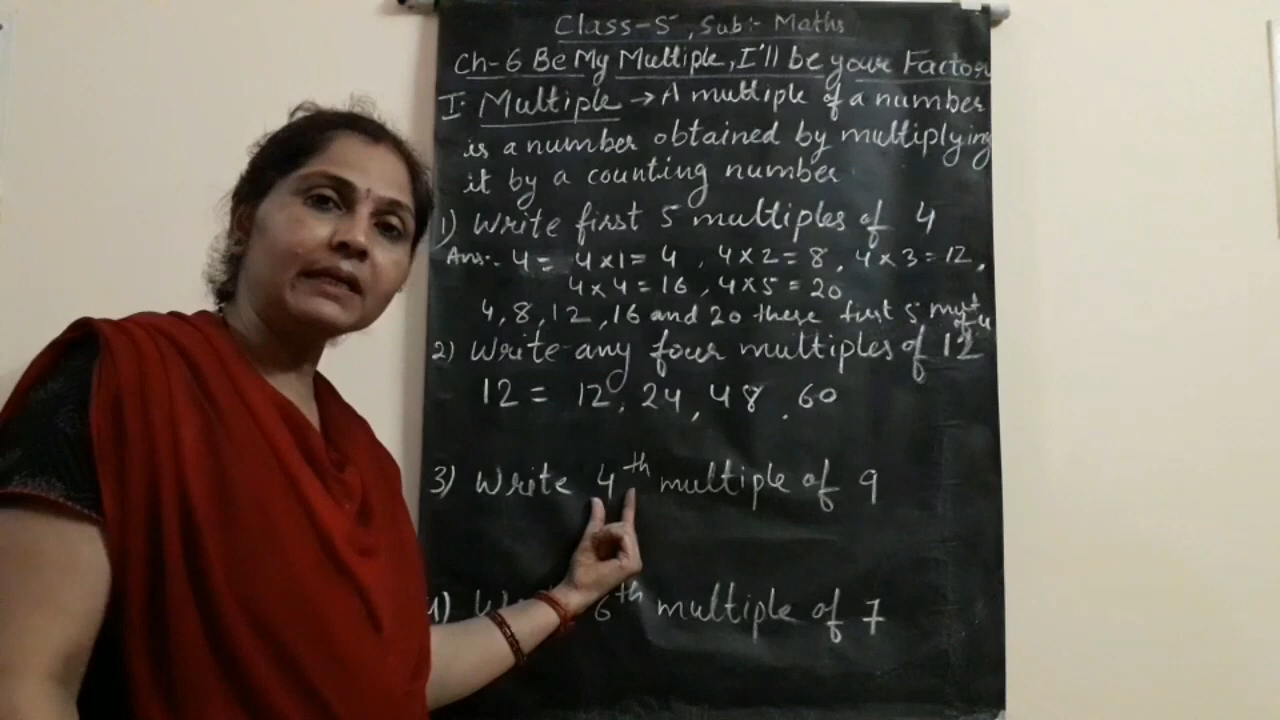 Class-5, Sub:- Maths
Ch-6 Be My Multiple, I'll be your Factor
I. Multiple → A multiple of a number
is a number obtained by multiplying
it by a counting number
1) Write first 5 multiples of 4
Ans:- 4 = 4×1=4, 4×2=8, 4×3=12,
4×4=16, 4×5=20
4, 8, 12, 16 and 20 these first 5 mult of 4
2) Write any four multiples of 12
12 = 12, 24, 48, 60
3) Write 4th multiple of 9
4) 6th multiple of 7